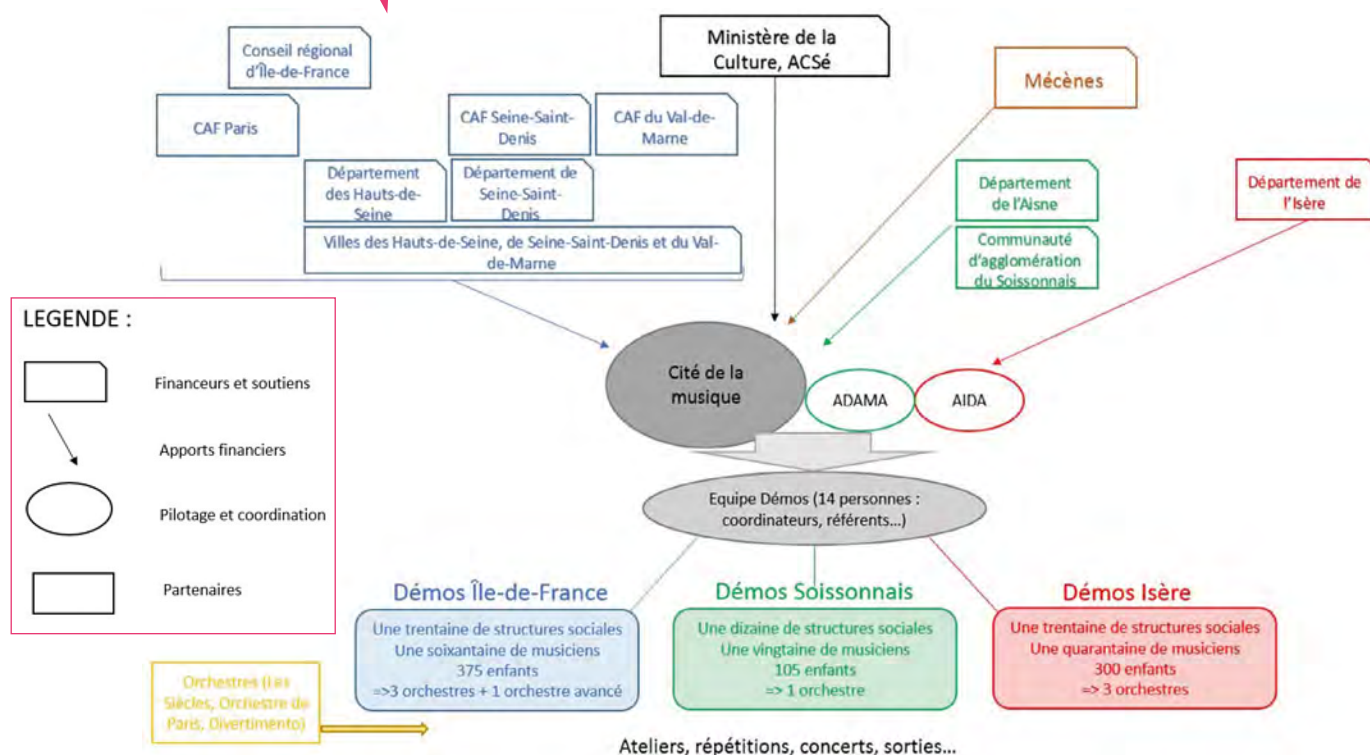 Conseil régional
d'Île-de-France
Ministère de la
Culture, ACSé
Mécènes
CAF Paris
CAF Seine-Saint-
Denis
CAF du Val-de-
Marne
Département
des Hauts-de-
Seine
Département de
Seine-Saint-
Denis
Département
de l'Aisne
Département de
l'Isère
Villes des Hauts-de-Seine, de Seine-Saint-Denis et du Val-
de-Marne
Communauté
d'agglomération
du Soissonnais
LEGENDE :
Financeurs et soutiens
Apports financiers
Pilotage et coordination
Partenaires
Cité de la
musique
ADAMA
AIDA
Equipe Démos (14 personnes :
coordinateurs, référents...)
Démos Île-de-France
Une trentaine de structures sociales
Une soixantaine de musiciens
375 enfants
=>3 orchestres + 1 orchestre avancé
Démos Soissonnais
Une dizaine de structures sociales
Une vingtaine de musiciens
105 enfants
=> 1 orchestre
Démos Isère
Une trentaine de structures sociales
Une quarantaine de musiciens
300 enfants
=> 3 orchestres
Orchestres (Les
Siècles, Orchestre de
Paris, Divertimento)
Ateliers, répétitions, concerts, sorties...